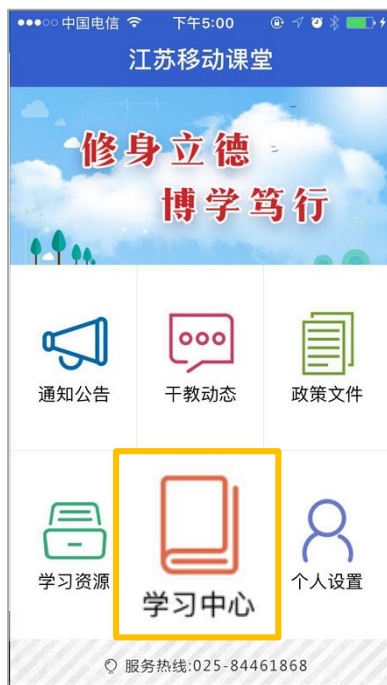 中国电信 下午5:00
江苏移动课堂
修身立德
博学笃行
通知公告 干教动态 政策文件
学习资源 学习中心 个人设置
服务热线:025-84461868